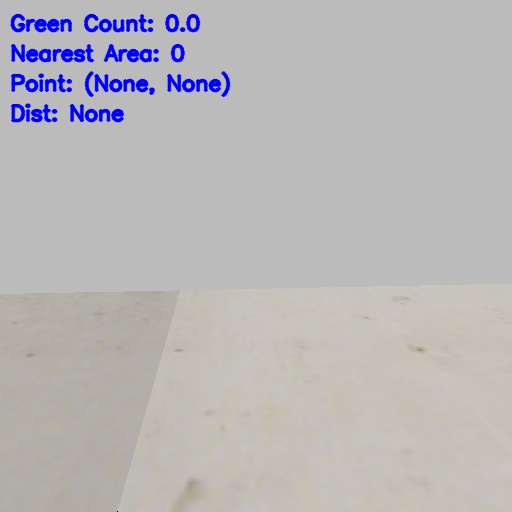 Green Count: 0.0
Nearest Area: 0
Point: (None, None)
Dist: None